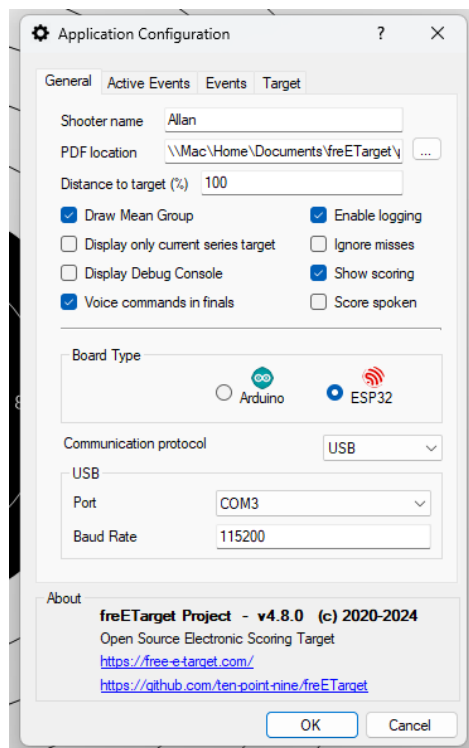 Application Configuration ? ×
General Active Events Events Target
Shooter name Allan
PDF location \\Mac\Home\Documents\freETarget\ ...
Distance to target (%) 100
Draw Mean Group Enable logging
Display only current series target Ignore misses
Display Debug Console Show scoring
Voice commands in finals Score spoken
Board Type
Arduino ESP32
Communication protocol USB
USB
Port COM3
Baud Rate 115200
About
freETarget Project - v4.8.0 (c) 2020-2024
Open Source Electronic Scoring Target
https://free-e-target.com/
https://github.com/ten-point-nine/freETarget
OK Cancel